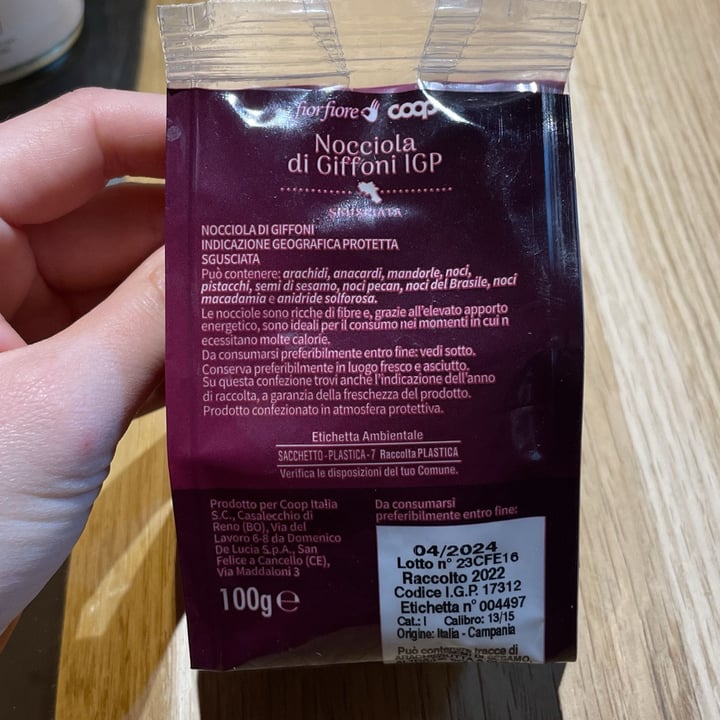 fiorfiore coop
Nocciola
di Giffoni IGP
SGUSCIATA
NOCCIOLA DI GIFFONI
INDICAZIONE GEOGRAFICA PROTETTA
SGUSCIATA
Può contenere: arachidi, anacardi, mandorle, noci,
pistacchi, semi di sesamo, noci pecan, noci del Brasile, noci
macadamia e anidride solforosa.
Le nocciole sono ricche di fibre e, grazie all'elevato apporto
energetico, sono ideali per il consumo nei momenti in cui n
ecessitano molte calorie.
Da consumarsi preferibilmente entro fine: vedi sotto.
Conserva preferibilmente in luogo fresco e asciutto.
Su questa confezione trovi anche l'indicazione dell'anno
di raccolta, a garanzia della freschezza del prodotto.
Prodotto confezionato in atmosfera protettiva.
Etichetta Ambientale
SACCHETTO-PLASTICA-7 Raccolta PLASTICA
Verifica le disposizioni del tuo Comune.
Prodotto per Coop Italia
S.C., Casalecchio di
Reno (BO), Via del
Lavoro 6-8 da Domenico
De Lucia S.p.A., San
Felice a Cancello (CE),
Via Maddaloni 3
100g e
Da consumarsi
preferibilmente entro fine:
04/2024
Lotto n° 23CFE16
Raccolto 2022
Codice I.G.P. 17312
Etichetta n° 004497
Cat.: I Calibro: 13/15
Origine: Italia - Campania
Può contenere tracce di